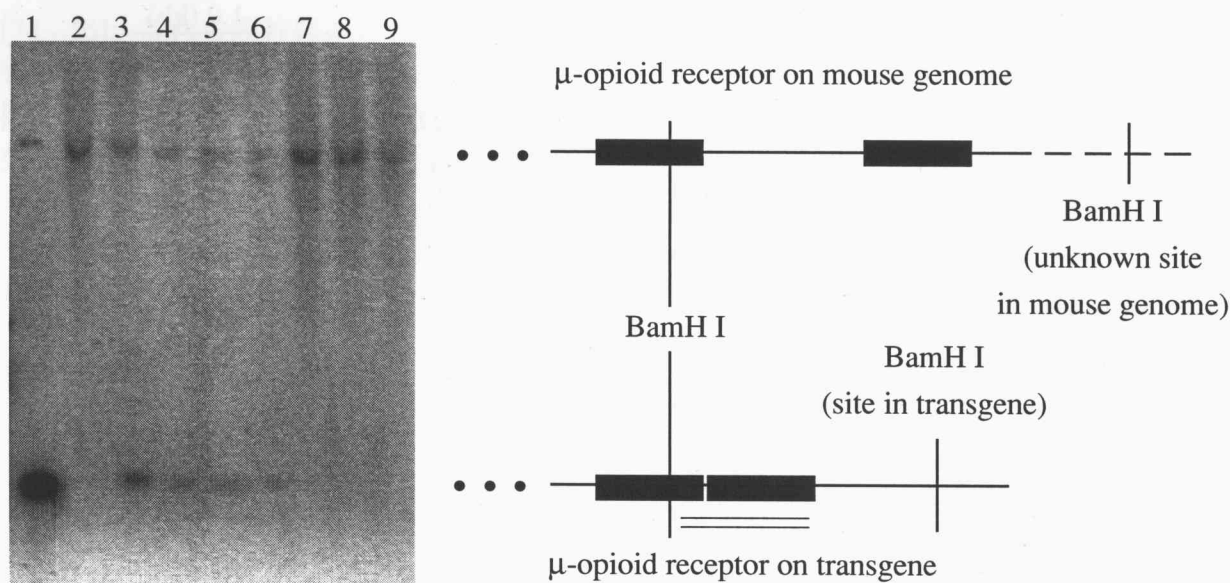 1 2 3 4 5 6 7 8 9
μ-opioid receptor on mouse genome
BamH I
(unknown site
in mouse genome)
BamH I
BamH I
(site in transgene)
μ-opioid receptor on transgene